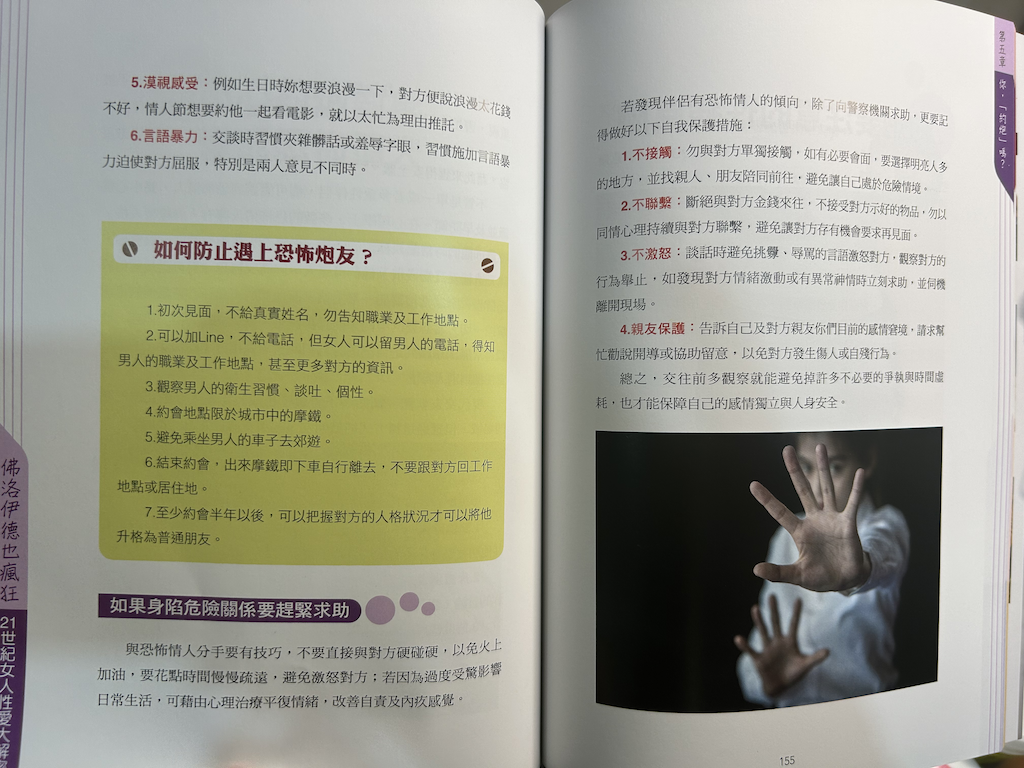 5.漠視感受：例如生日時妳想要浪漫一下，對方便說浪漫太花錢
不好，情人節想要約他一起看電影，就以太忙為理由推託。
6.言語暴力：交談時習慣夾雜髒話或羞辱字眼，習慣施加言語暴
力迫使對方屈服，特別是兩人意見不同時。
如何防止遇上恐怖炮友？
1.初次見面，不給真實姓名，勿告知職業及工作地點。
2.可以加Line，不給電話，但女人可以留男人的電話，得知
男人的職業及工作地點，甚至更多對方的資訊。
3.觀察男人的衛生習慣、談吐、個性。
4.約會地點限於城市中的摩鐵。
5.避免乘坐男人的車子去郊遊。
6.結束約會，出來摩鐵即下車自行離去，不要跟對方回工作
地點或居住地。
7.至少約會半年以後，可以把握對方的人格狀況才可以將他
升格為普通朋友。
如果身陷危險關係要趕緊求助
與恐怖情人分手要有技巧，不要直接與對方硬碰硬，以免火上
加油，要花點時間慢慢疏遠，避免激怒對方；若因為過度受驚影響
日常生活，可藉由心理治療平復情緒，改善自責及內疚感覺。
佛洛伊德也瘋狂
21世紀女人性愛大解
第五章
你，「約炮」嗎？
若發現伴侶有恐怖情人的傾向，除了向警察機關求助，更要記
得做好以下自我保護措施：
1.不接觸：勿與對方單獨接觸，如有必要會面，要選擇明亮人多
的地方，並找親人、朋友陪同前往，避免讓自己處於危險情境。
2.不聯繫：斷絕與對方金錢來往，不接受對方示好的物品，勿以
同情心理持續與對方聯繫，避免讓對方存有機會要求再見面。
3.不激怒：談話時避免挑釁、辱罵的言語激怒對方，觀察對方的
行為舉止，如發現對方情緒激動或有異常神情時立刻求助，並伺機
離開現場。
4.親友保護：告訴自己及對方親友你們目前的感情窘境，請求幫
忙勸說開導或協助留意，以免對方發生傷人或自殘行為。
總之，交往前多觀察就能避免掉許多不必要的爭執與時間虛
耗，也才能保障自己的感情獨立與人身安全。
155